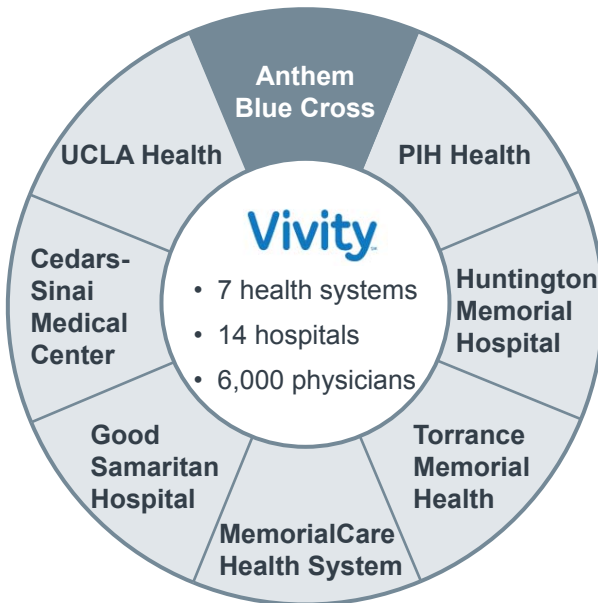 Anthem
Blue Cross
UCLA Health
PIH Health
Vivity
SM
• 7 health systems
• 14 hospitals
• 6,000 physicians
Cedars-
Sinai
Medical
Center
Huntington
Memorial
Hospital
Good
Samaritan
Hospital
Torrance
Memorial
Health
MemorialCare
Health System